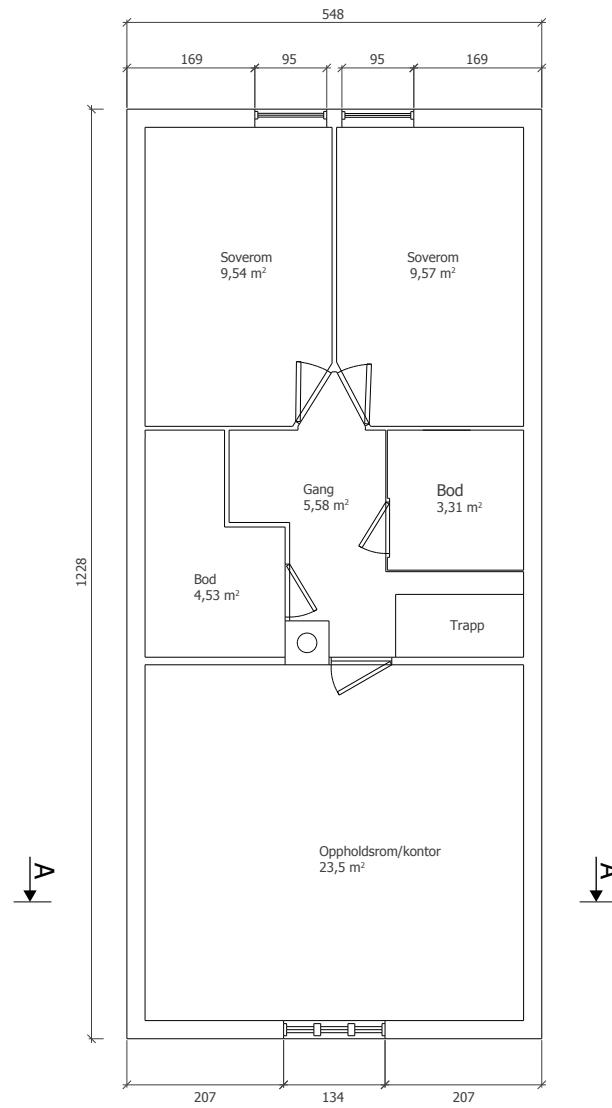 548
169
95
95
169
Soverom
9,54 m²
Soverom
9,57 m²
Gang
5,58 m²
Bod
3,31 m²
1228
Bod
4,53 m²
Trapp
Oppholdsrom/kontor
23,5 m²
A
A
207
134
207